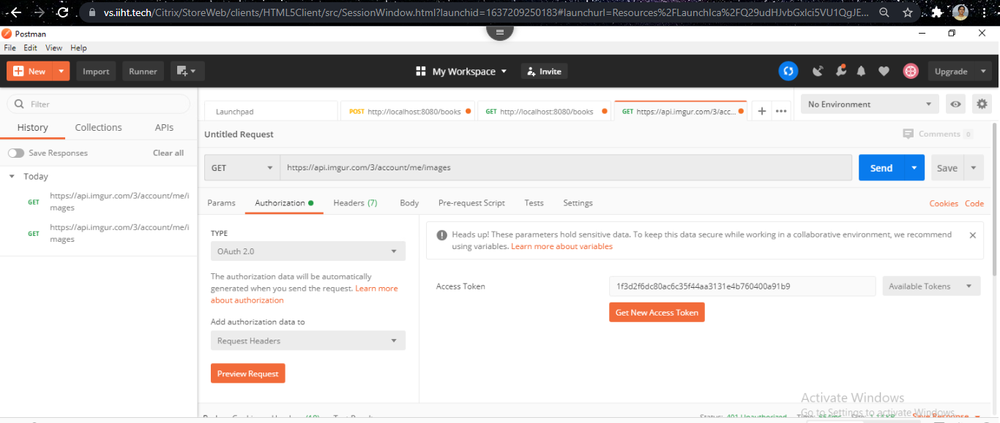 vs.iiht.tech/Citrix/StoreWeb/clients/HTML5Client/src/SessionWindow.html?launchid=1637209250183#launchurl=Resources%2FLaunchIca%2FQ29udHJvbGxlci5VU1QgJE...
Postman
File Edit View Help
New Import Runner My Workspace Invite Upgrade
Filter
Launchpad POST http://localhost:8080/books GET http://localhost:8080/books GET https://api.imgur.com/3/acc... + ••• No Environment
History Collections APIs
Untitled Request Comments 0
Save Responses Clear all
GET https://api.imgur.com/3/account/me/images Send Save
Today
GET https://api.imgur.com/3/account/me/i
mages
GET https://api.imgur.com/3/account/me/i
mages
Params Authorization Headers (7) Body Pre-request Script Tests Settings Cookies Code
TYPE
OAuth 2.0
The authorization data will be automatically
generated when you send the request. Learn more
about authorization
Add authorization data to
Request Headers
Preview Request
Heads up! These parameters hold sensitive data. To keep this data secure while working in a collaborative environment, we recommend
using variables. Learn more about variables
Access Token 1f3d2f6dc80ac6c35f44aa3131e4b760400a91b9 Available Tokens
Get New Access Token
Activate Windows
Go to Settings to activate Windows.
Status: 401 Unauthorized Time: Save Response